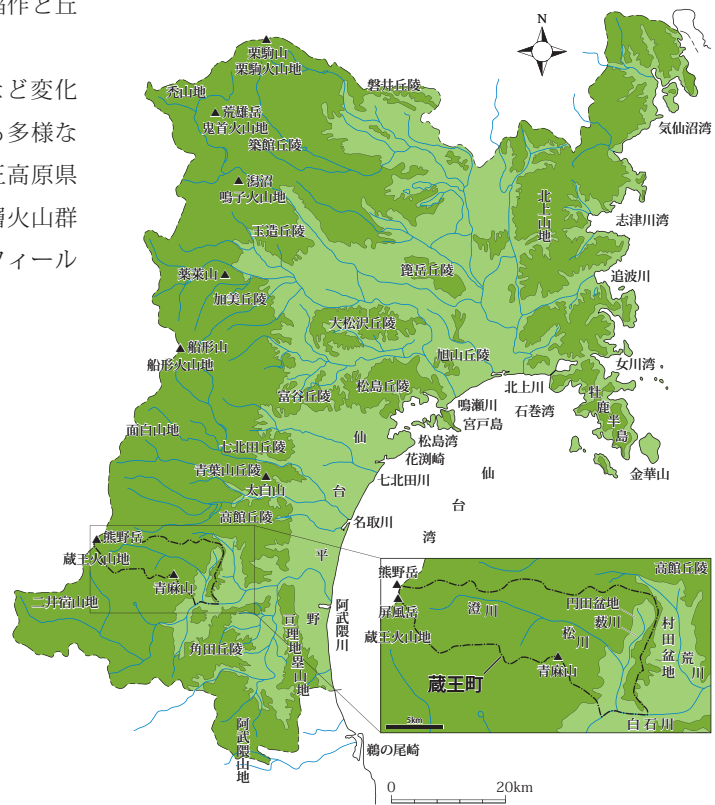 稲作と丘
など変化
も多様な
王高原県
層火山群
フィール
N
栗駒山
栗駒火山地
禿山地
荒雄岳
鬼首火山地
磐井丘陵
築館丘陵
気仙沼湾
潟沼
鳴子火山地
北上山地
志津川湾
玉造丘陵
薬莱山
箆岳丘陵
追波川
加美丘陵
大松沢丘陵
船形山
船形火山地
旭山丘陵
女川湾
富谷丘陵
松島丘陵
北上川
牡鹿半島
鳴瀬川
石巻湾
宮戸島
面白山地
松島湾
七北田丘陵
花渕崎
青葉山丘陵
太白山
七北田川
金華山
仙台湾
高館丘陵
名取川
仙台平野
熊野岳
蔵王火山地
青麻山
二井宿山地
阿武隈川
亘理地塁山地
角田丘陵
阿武隈山地
鵜の尾崎
高館丘陵
熊野岳
屏風岳
澄川
円田盆地
藪川
松川
村田盆地
荒川
蔵王火山地
青麻山
蔵王町
白石川
5km
0
20km